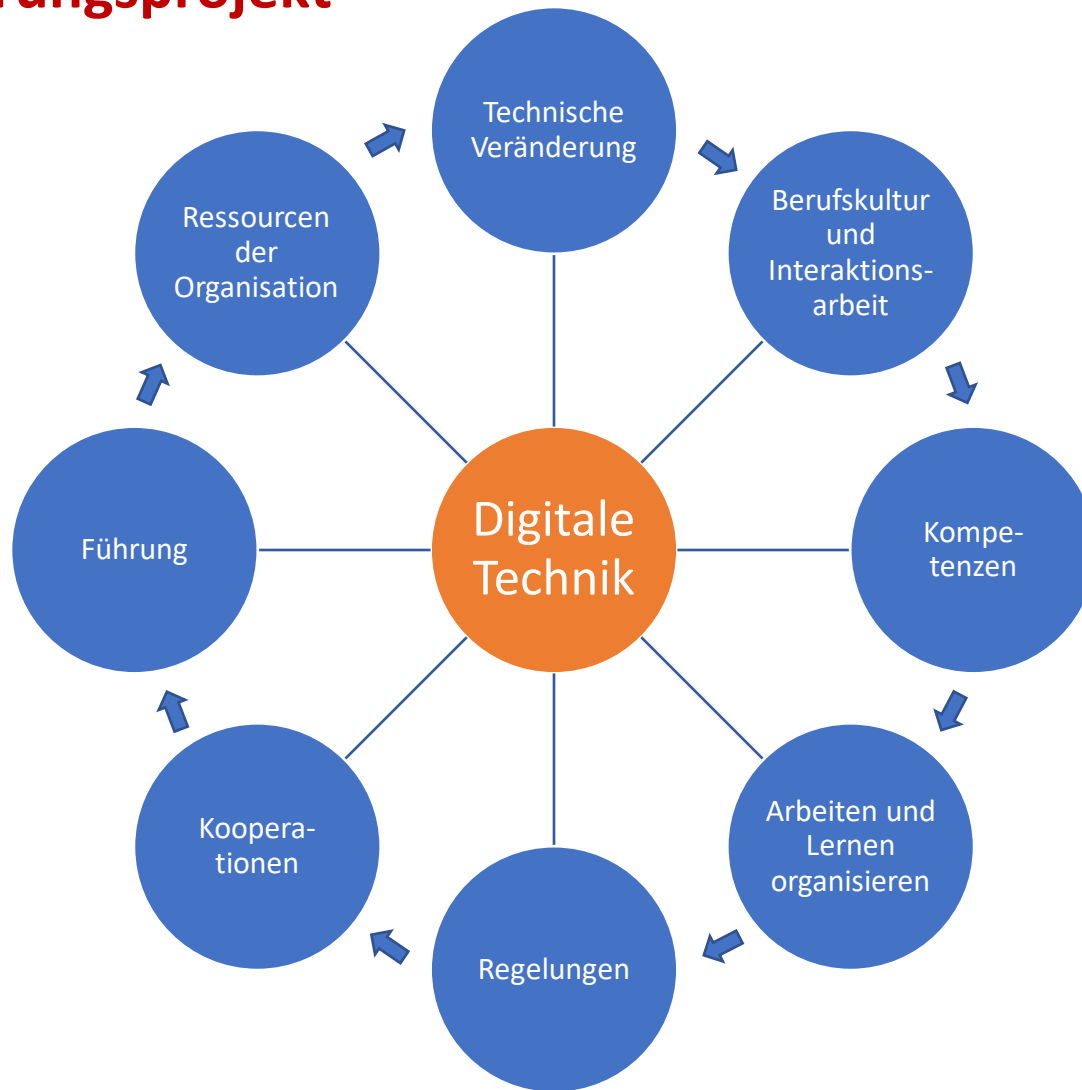 rungsprojekt
Technische
Veränderung
Berufskultur
und
Interaktions-
arbeit
Kompe-
tenzen
Arbeiten und
Lernen
organisieren
Regelungen
Koopera-
tionen
Führung
Ressourcen
der
Organisation
Digitale
Technik